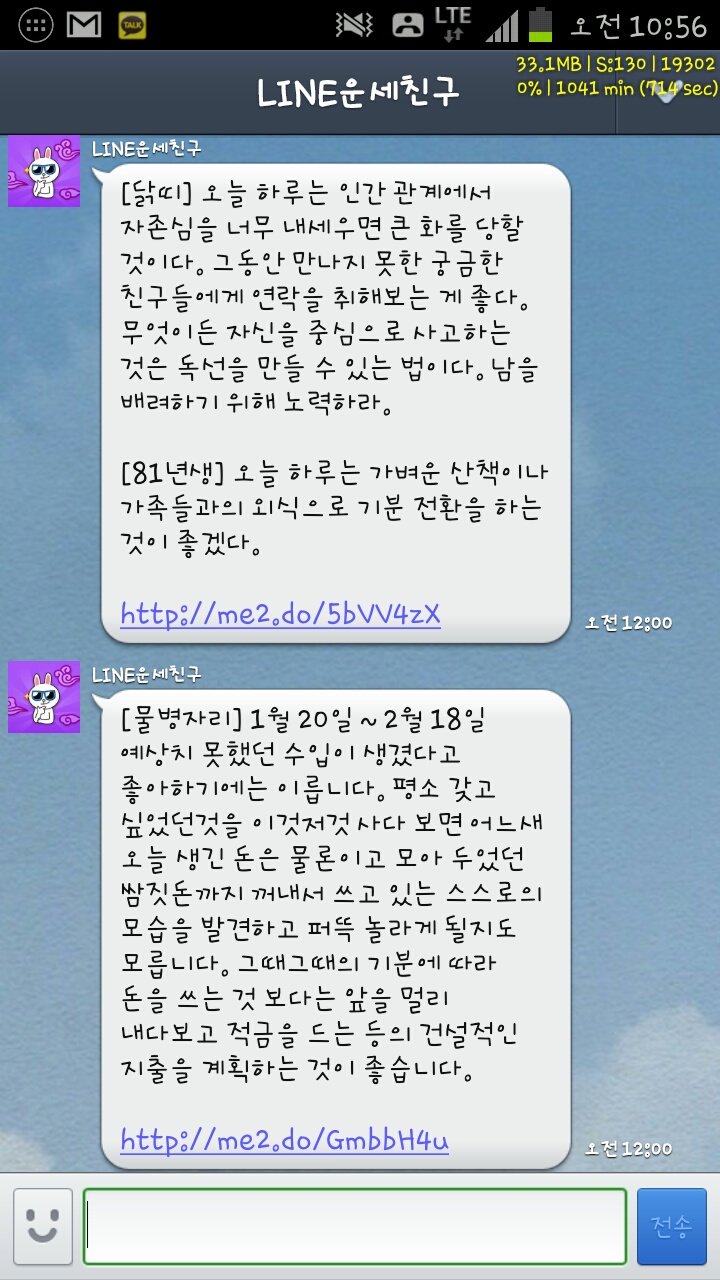 TALK
LTE
오전 10:56
33.1MB | S:130 | 19302
0% | 1041 min (714 sec)
LINE운세친구
LINE운세친구
[닭띠] 오늘 하루는 인간 관계에서
자존심을 너무 내세우면 큰 화를 당할
것이다. 그동안 만나지 못한 궁금한
친구들에게 연락을 취해보는 게 좋다.
무엇이든 자신을 중심으로 사고하는
것은 독선을 만들 수 있는 법이다. 남을
배려하기 위해 노력하라.
[81년생] 오늘 하루는 가벼운 산책이나
가족들과의 외식으로 기분 전환을 하는
것이 좋겠다.
http://me2.do/5bVV4zX
오전 12:00
LINE운세친구
[물병자리] 1월 20일 ~ 2월 18일
예상치 못했던 수입이 생겼다고
좋아하기에는 이릅니다. 평소 갖고
싶었던것을 이것저것 사다 보면 어느새
오늘 생긴 돈은 물론이고 모아 두었던
쌈짓돈까지 꺼내서 쓰고 있는 스스로의
모습을 발견하고 퍼뜩 놀라게 될지도
모릅니다. 그때그때의 기분에 따라
돈을 쓰는 것 보다는 앞을 멀리
내다보고 적금을 드는 등의 건설적인
지출을 계획하는 것이 좋습니다.
http://me2.do/GmbbH4u
오전 12:00
전송